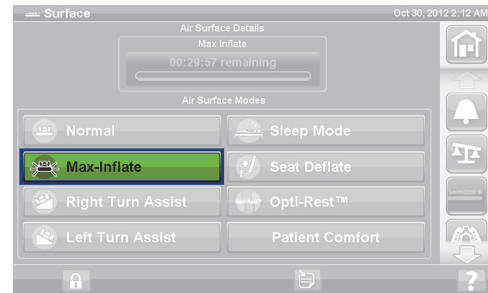 Surface
Oct 30, 2012 2:12 AM
Air Surface Details
Max Inflate
00:29:57 remaining
Air Surface Modes
Normal
Sleep Mode
Max-Inflate
Seat Deflate
Right Turn Assist
Opti-Rest™
Left Turn Assist
Patient Comfort
?